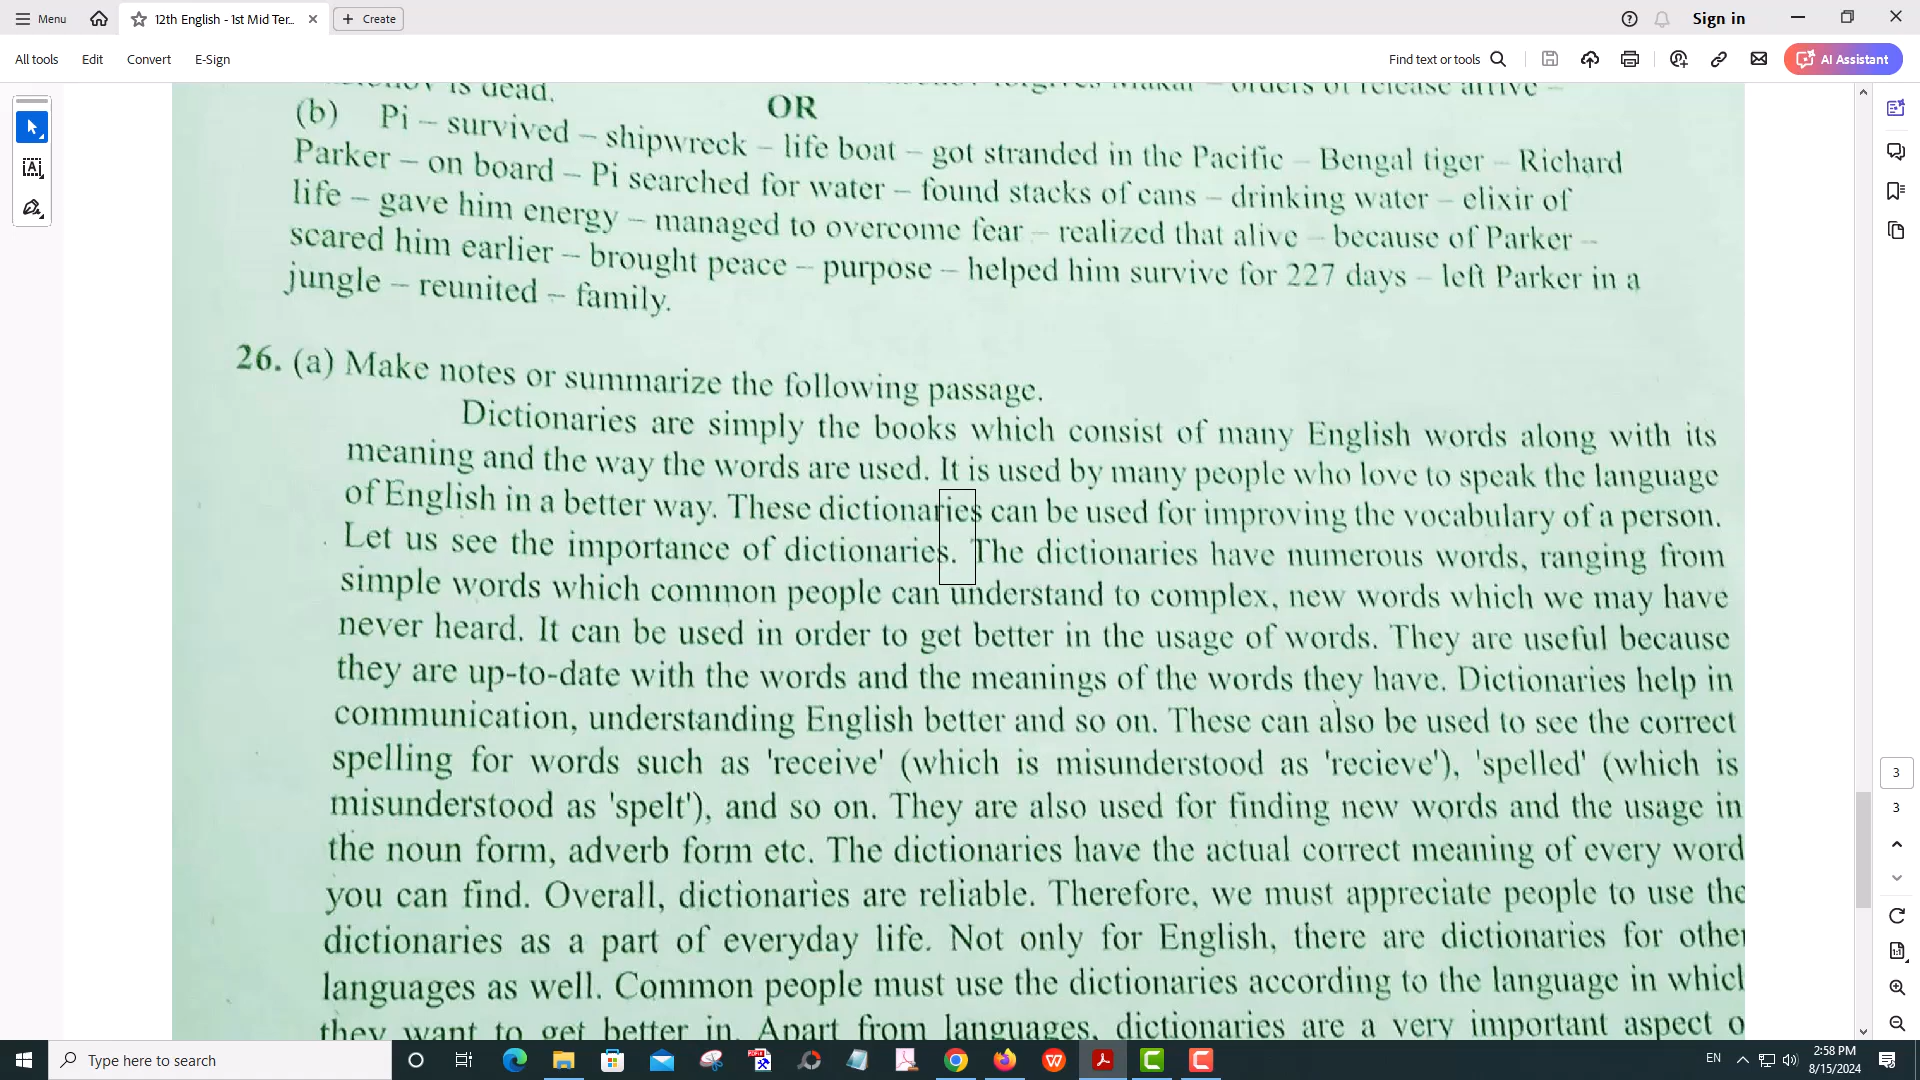 Menu
12th English - 1st Mid Ter...
Create
Sign in
All tools Edit Convert E-Sign
Find text or tools
AI Assistant
is dead.
OR
(b) Pi – survived – shipwreck – life boat – got stranded in the Pacific – Bengal tiger – Richard
Parker – on board – Pi searched for water – found stacks of cans – drinking water – elixir of
life – gave him energy – managed to overcome fear – realized that alive – because of Parker –
scared him earlier – brought peace – purpose – helped him survive for 227 days – left Parker in a
jungle – reunited – family.
26. (a) Make notes or summarize the following passage.
Dictionaries are simply the books which consist of many English words along with its
meaning and the way the words are used. It is used by many people who love to speak the language
of English in a better way. These dictionaries can be used for improving the vocabulary of a person.
Let us see the importance of dictionaries. The dictionaries have numerous words, ranging from
simple words which common people can understand to complex, new words which we may have
never heard. It can be used in order to get better in the usage of words. They are useful because
they are up-to-date with the words and the meanings of the words they have. Dictionaries help in
communication, understanding English better and so on. These can also be used to see the correct
spelling for words such as 'receive' (which is misunderstood as 'recieve'), 'spelled' (which is
misunderstood as 'spelt'), and so on. They are also used for finding new words and the usage in
the noun form, adverb form etc. The dictionaries have the actual correct meaning of every word
you can find. Overall, dictionaries are reliable. Therefore, we must appreciate people to use the
dictionaries as a part of everyday life. Not only for English, there are dictionaries for other
languages as well. Common people must use the dictionaries according to the language in which
they want to get better in. Apart from languages, dictionaries are a very important aspect o
3
3
Type here to search
EN
2:58 PM
8/15/2024